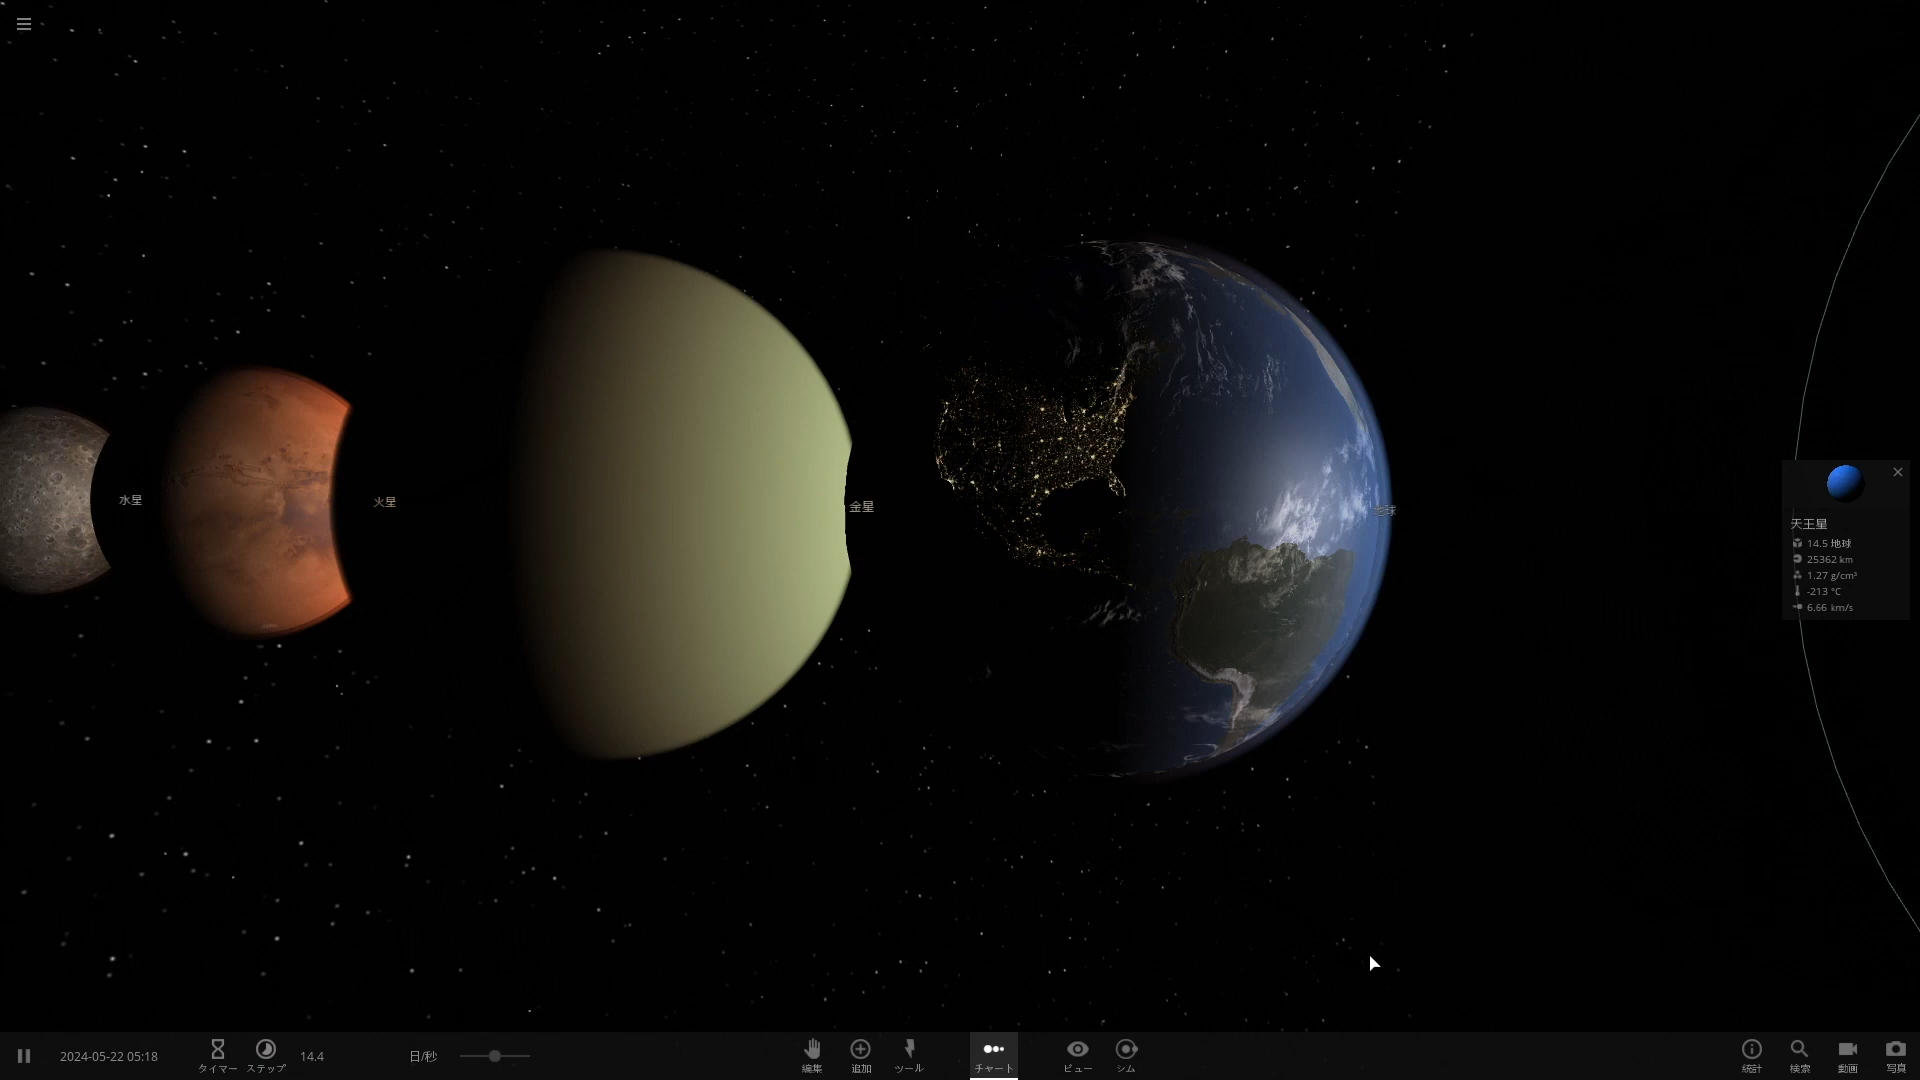 水星
火星
金星
地球
天王星
14.5 地球
25362 km
1.27 g/cm³
-213 °C
6.66 km/s
2024-05-22 05:18
タイマー
ステップ
14.4
日/秒
編集
追加
ツール
チャート
ビュー
シム
統計
検索
動画
写真